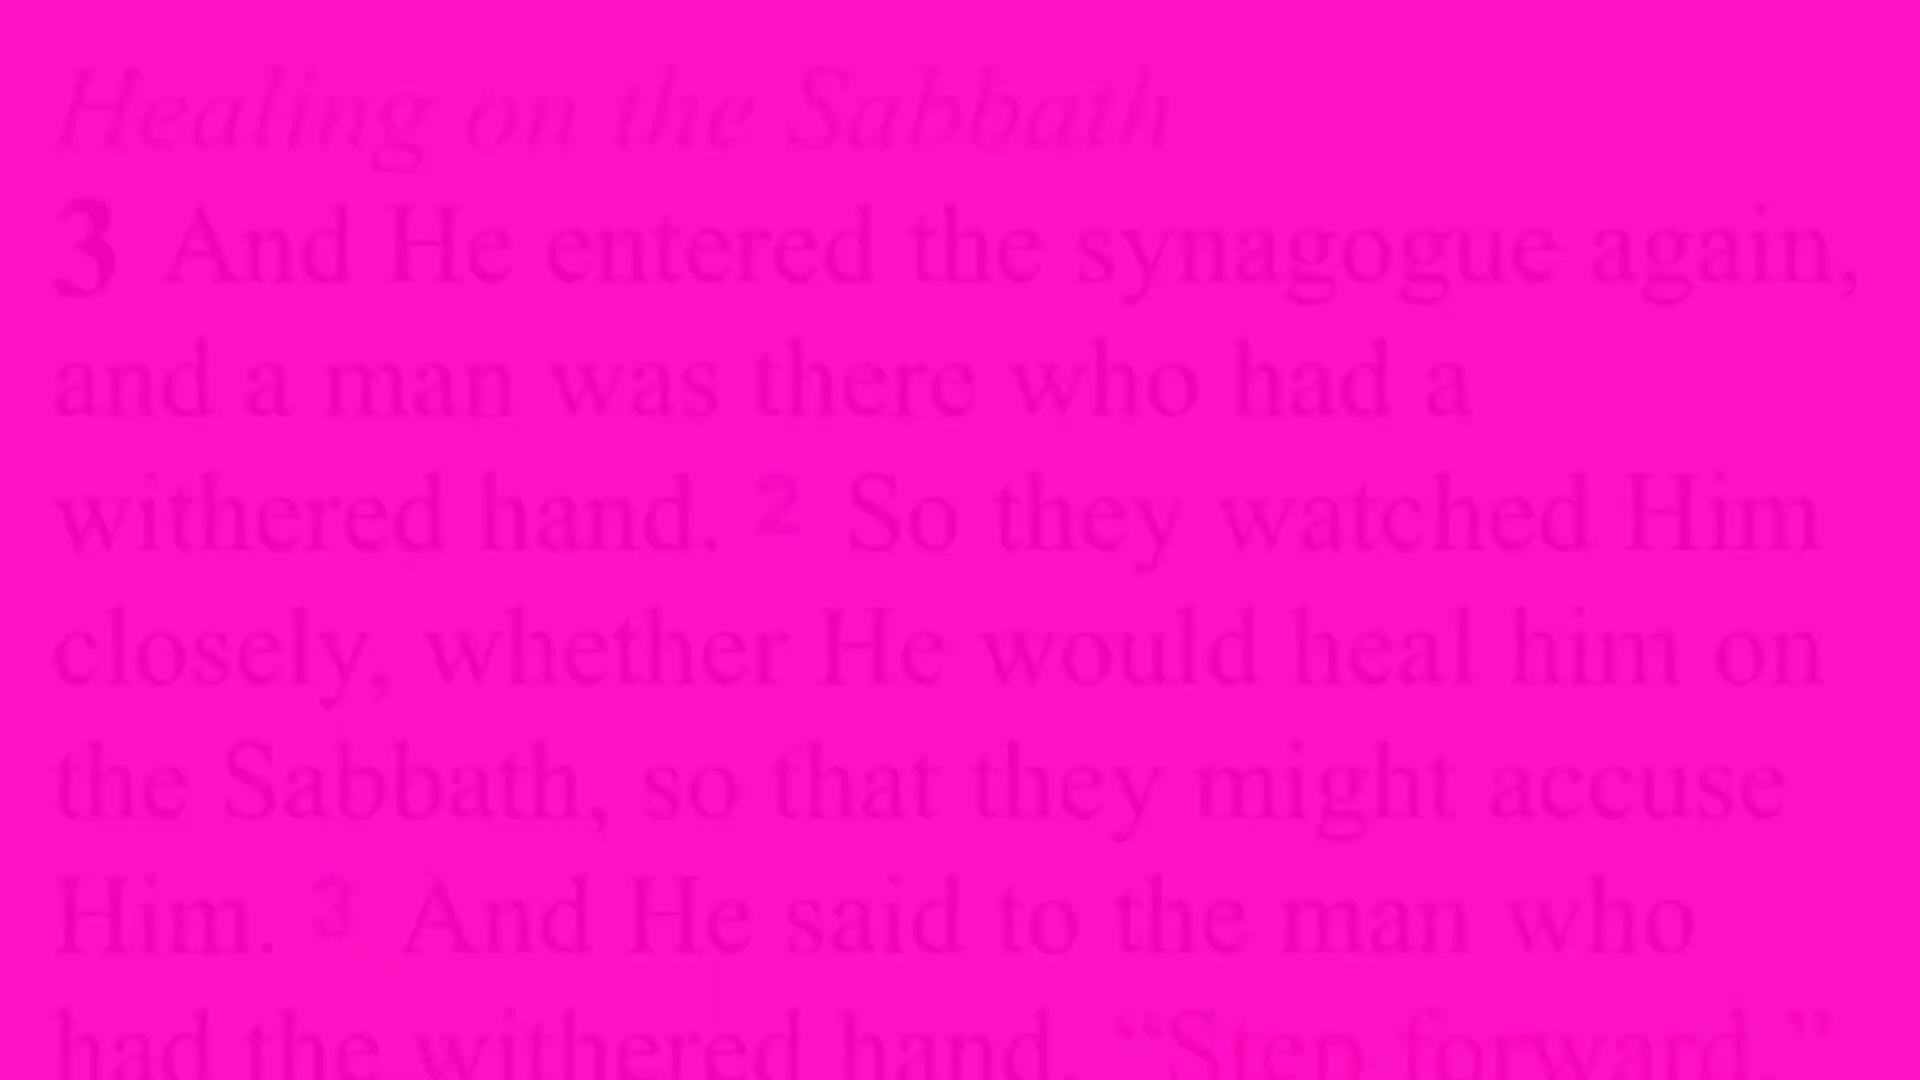 Healing on the Sabbath
3 And He entered the synagogue again,
and a man was there who had a
withered hand. 2 So they watched Him
closely, whether He would heal him on
the Sabbath, so that they might accuse
Him. 3 And He said to the man who
had the withered hand, “Step forward.”